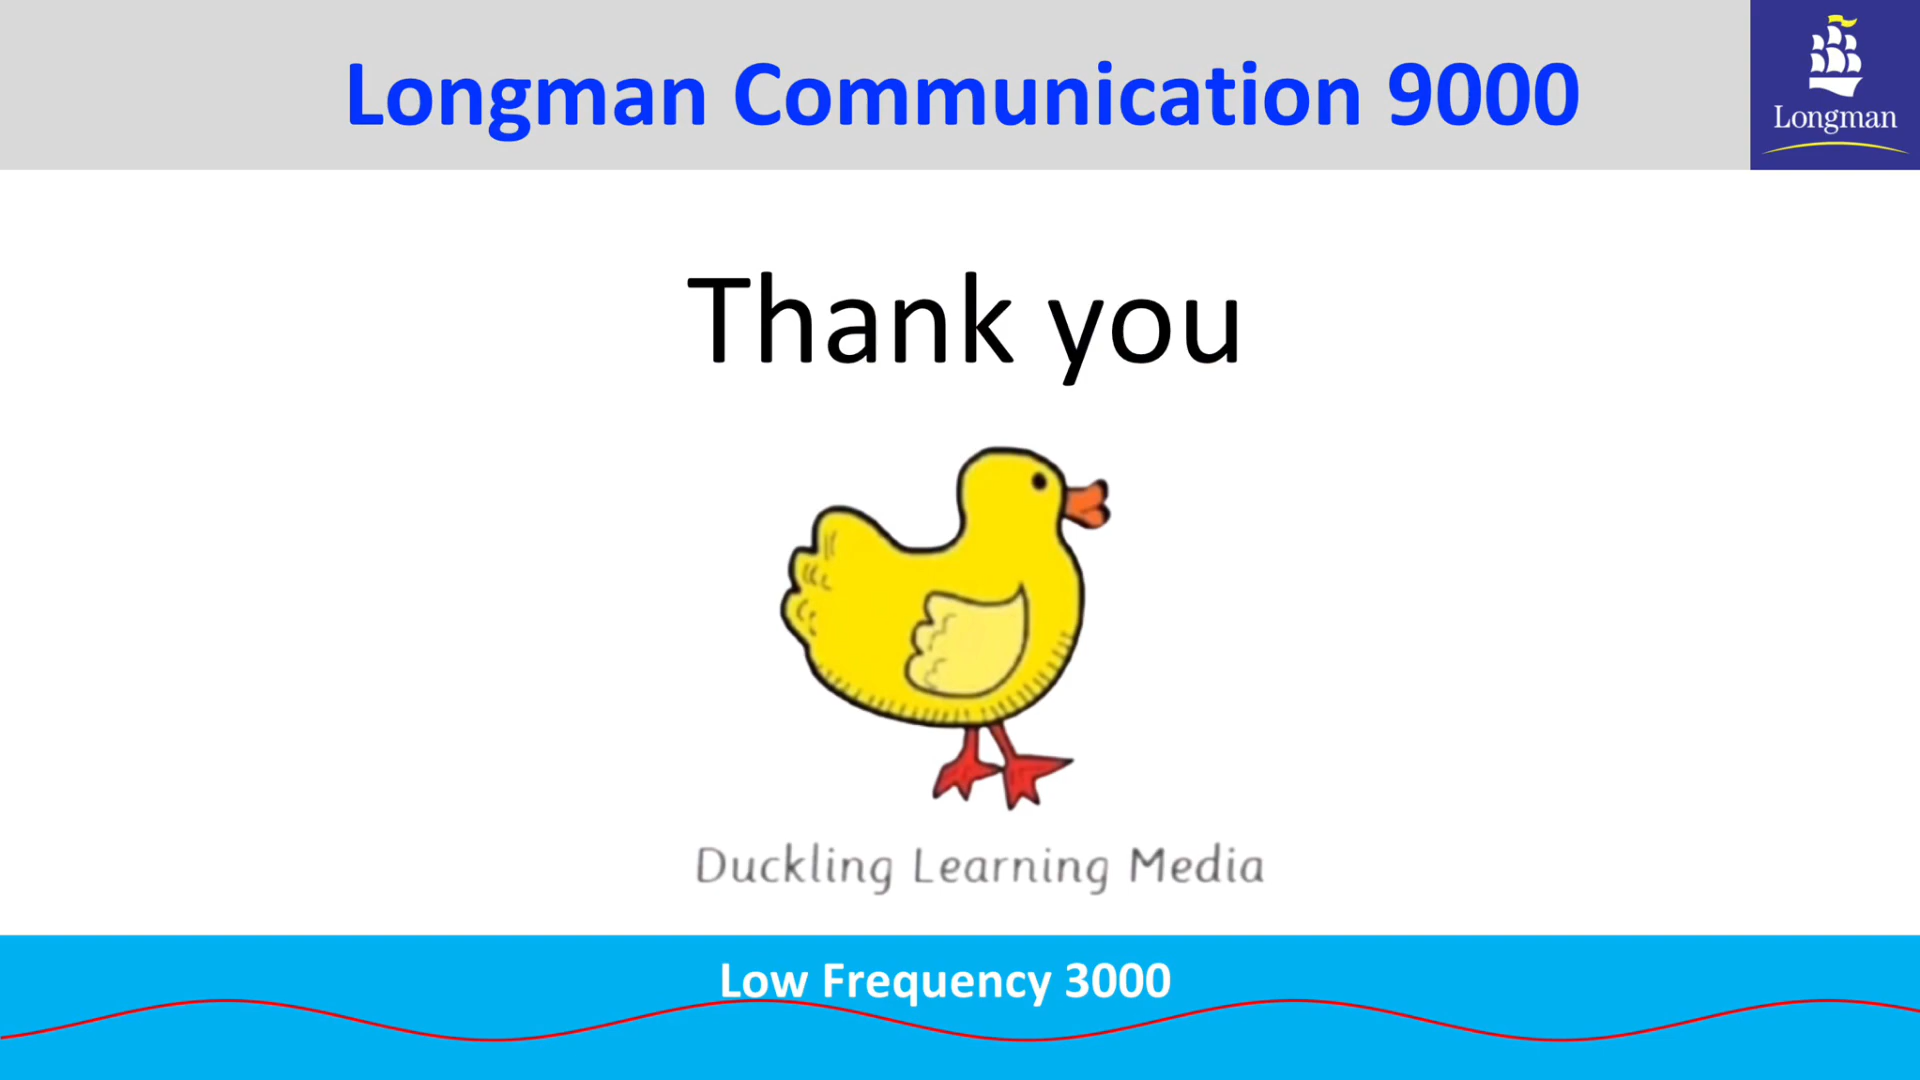 Longman Communication 9000
Longman
Thank you
Duckling Learning Media
Low Frequency 3000